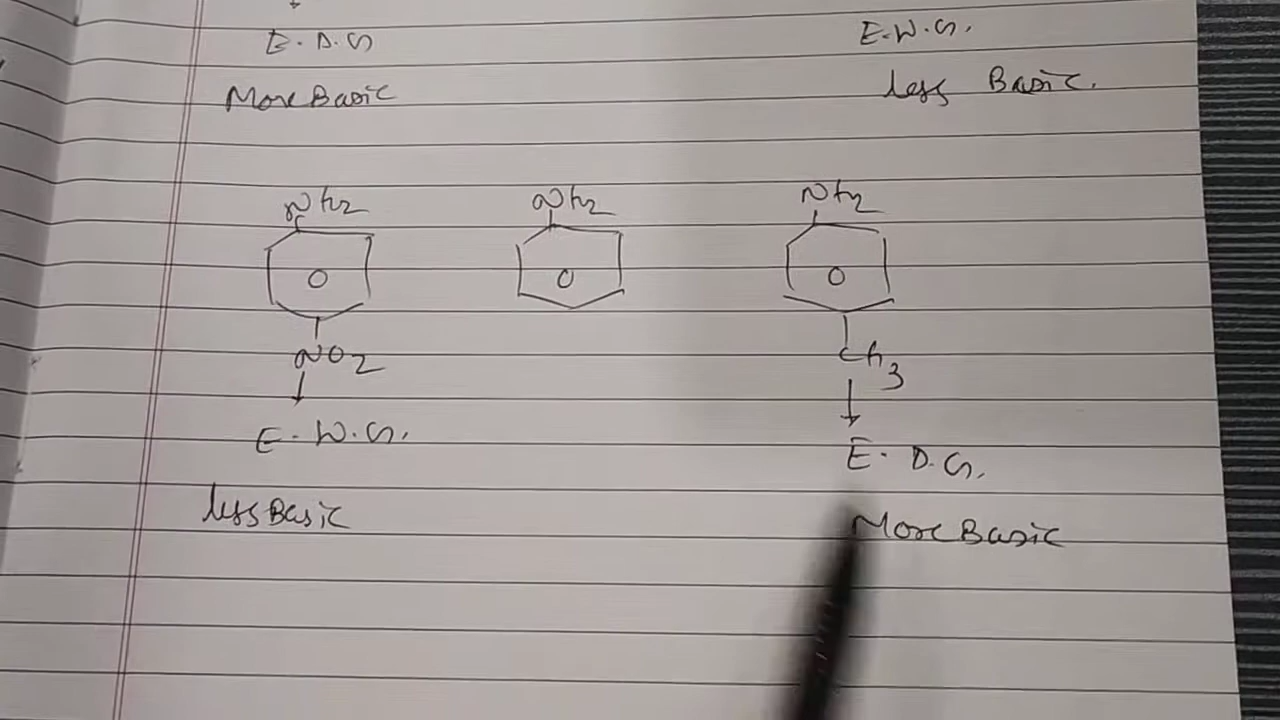 E.D.G
E.W.G.
More Basic
less Basic.
NH2
NH2
NH2
NO2
CH3
E.W.G.
E.D.G.
less Basic
More Basic